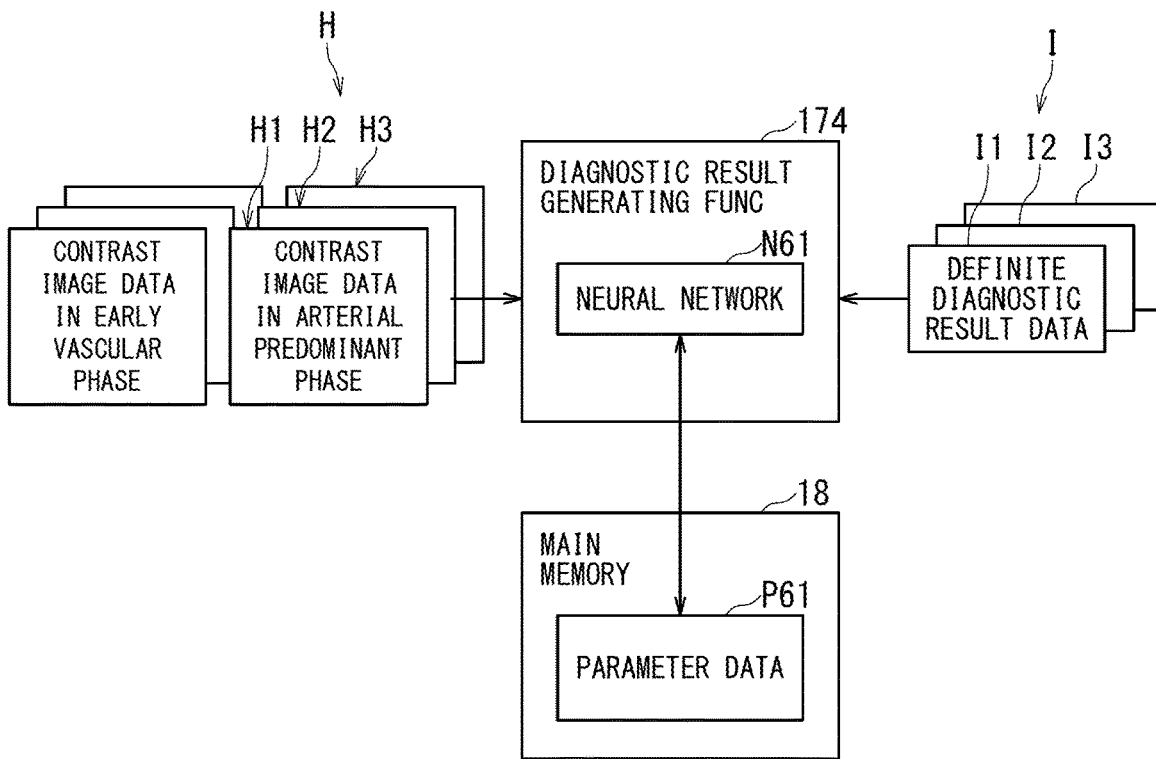 H
I
H1 H2 H3
174
I1 I2 I3
CONTRAST
IMAGE DATA
IN EARLY
VASCULAR
PHASE
CONTRAST
IMAGE DATA
IN ARTERIAL
PREDOMINANT
PHASE
DIAGNOSTIC RESULT
GENERATING FUNC
N61
NEURAL NETWORK
DEFINITE
DIAGNOSTIC
RESULT DATA
18
MAIN
MEMORY
P61
PARAMETER DATA